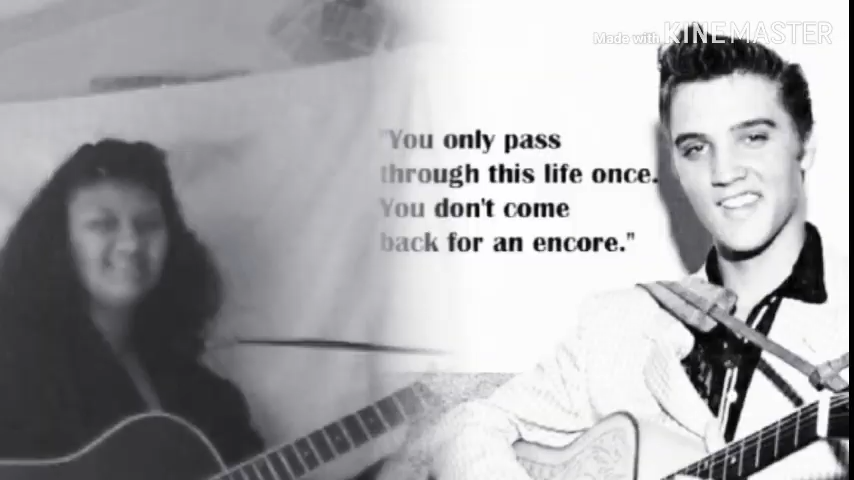 Made with KINEMASTER
"You only pass
through this life once.
You don't come
back for an encore."